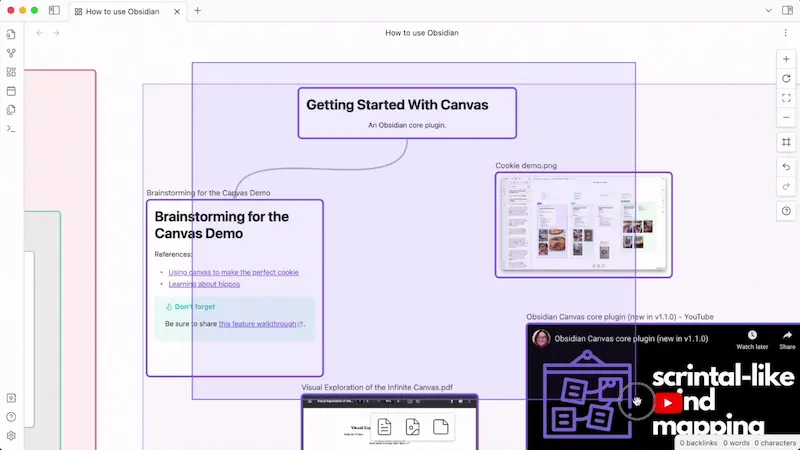 How to use Obsidian
How to use Obsidian
Getting Started With Canvas
An Obsidian core plugin.
Cookie demo.png
Brainstorming for the Canvas Demo
Brainstorming for the
Canvas Demo
References:
Using canvas to make the perfect cookie
Learning about hippos
Don't forget
Be sure to share this feature walkthrough.
Obsidian Canvas core plugin (new in v1.1.0) - YouTube
Obsidian Canvas core plugin (new in v1.1.0)
Watch later
Share
scrintal-like
mind
mapping
Visual Exploration of the Infinite Canvas.pdf
0 backlinks 0 words 0 characters